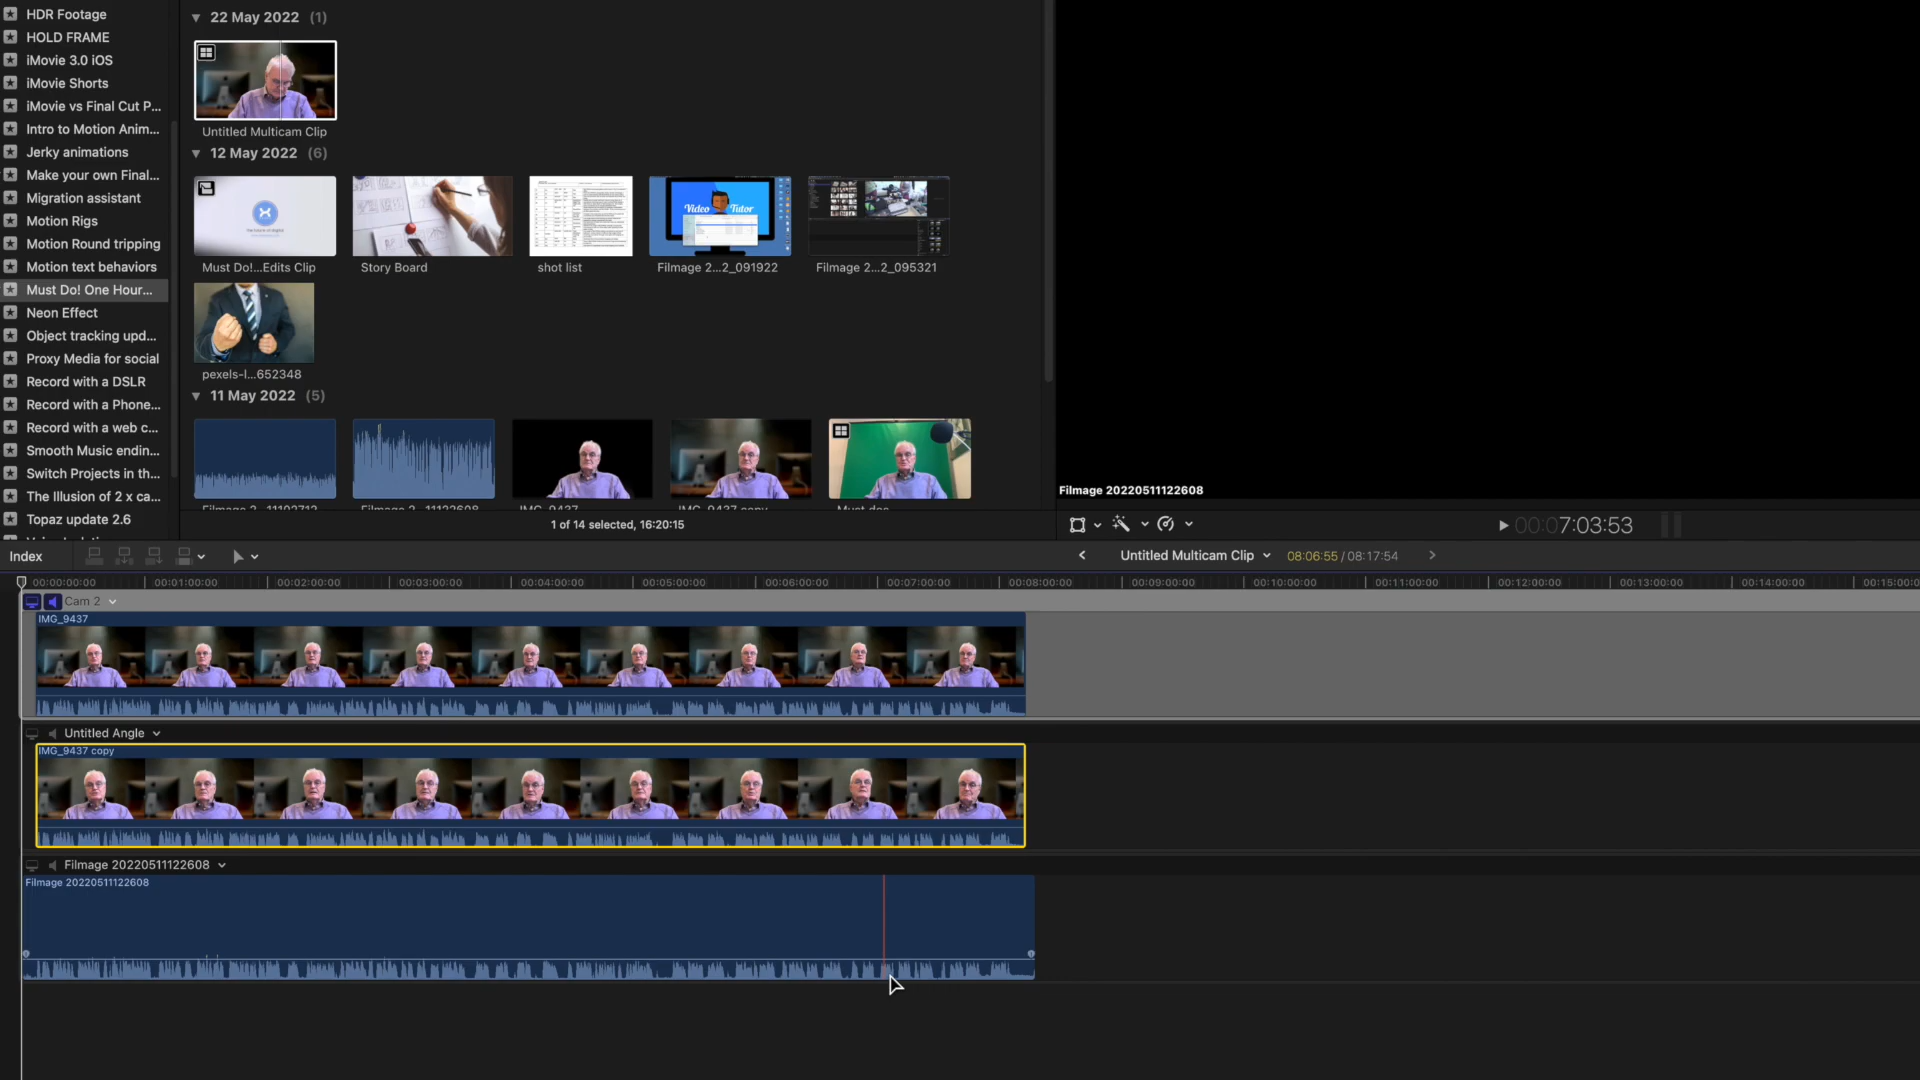 HDR Footage
HOLD FRAME
iMovie 3.0 iOS
iMovie Shorts
iMovie vs Final Cut P...
Intro to Motion Anim...
Jerky animations
Make your own Final...
Migration assistant
Motion Rigs
Motion Round tripping
Motion text behaviors
Must Do! One Hour...
Neon Effect
Object tracking upd...
Proxy Media for social
Record with a DSLR
Record with a Phone...
Record with a web c...
Smooth Music endin...
Switch Projects in th...
The Illusion of 2 x ca...
Topaz update 2.6
22 May 2022 (1)
Untitled Multicam Clip
12 May 2022 (6)
Video Tutor
Must Do!...Edits Clip
Story Board
shot list
Filmage 2...2_091922
Filmage 2...2_095321
pexels-l...652348
11 May 2022 (5)
Filmage 2...11102712
Filmage 2...11122608
IMG_9437
IMG_9437 copy
1 of 14 selected, 16:20:15
Filmage 20220511122608
00:07:03:53
Index
Untitled Multicam Clip
08:06:55 / 08:17:54
00:00:00:00
00:01:00:00
00:02:00:00
00:03:00:00
00:04:00:00
00:05:00:00
00:06:00:00
00:07:00:00
00:08:00:00
00:09:00:00
00:10:00:00
00:11:00:00
00:12:00:00
00:13:00:00
00:14:00:00
00:15:00:0
Cam 2
IMG_9437
Untitled Angle
IMG_9437 copy
Filmage 20220511122608
Filmage 20220511122608